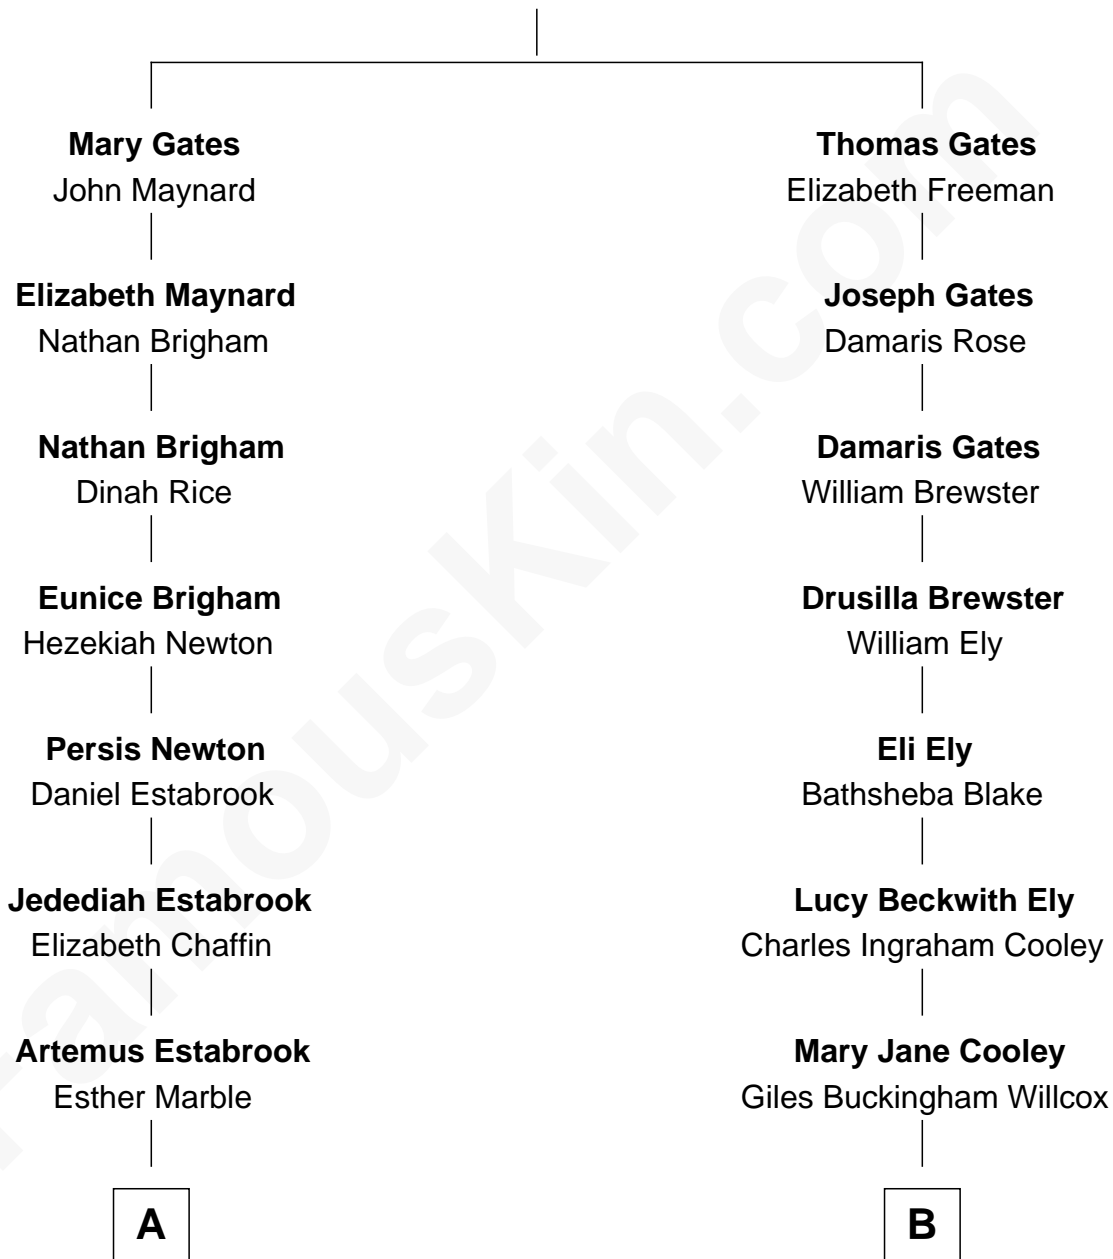 Mary Gates
John Maynard
Elizabeth Maynard
Nathan Brigham
Nathan Brigham
Dinah Rice
Eunice Brigham
Hezekiah Newton
Persis Newton
Daniel Estabrook
Jedediah Estabrook
Elizabeth Chaffin
Artemus Estabrook
Esther Marble
A
Thomas Gates
Elizabeth Freeman
Joseph Gates
Damaris Rose
Damaris Gates
William Brewster
Drusilla Brewster
William Ely
Eli Ely
Bathsheba Blake
Lucy Beckwith Ely
Charles Ingraham Cooley
Mary Jane Cooley
Giles Buckingham Willcox
B
FamousKin.com